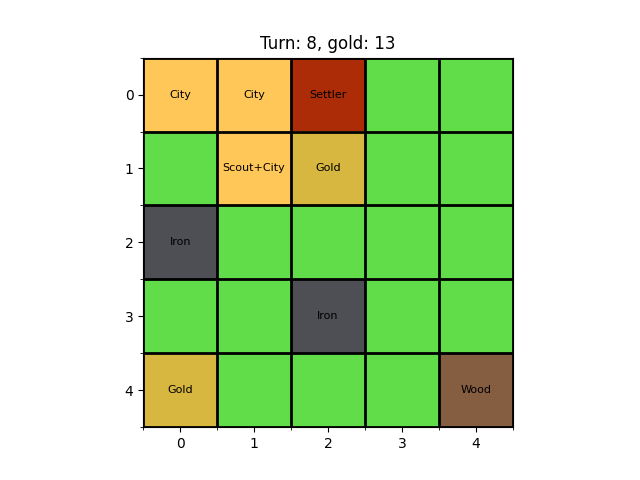 Turn: 8, gold: 13
0 City City Settler
1 Scout+City Gold
2 Iron
3 Iron
4 Gold Wood
0 1 2 3 4